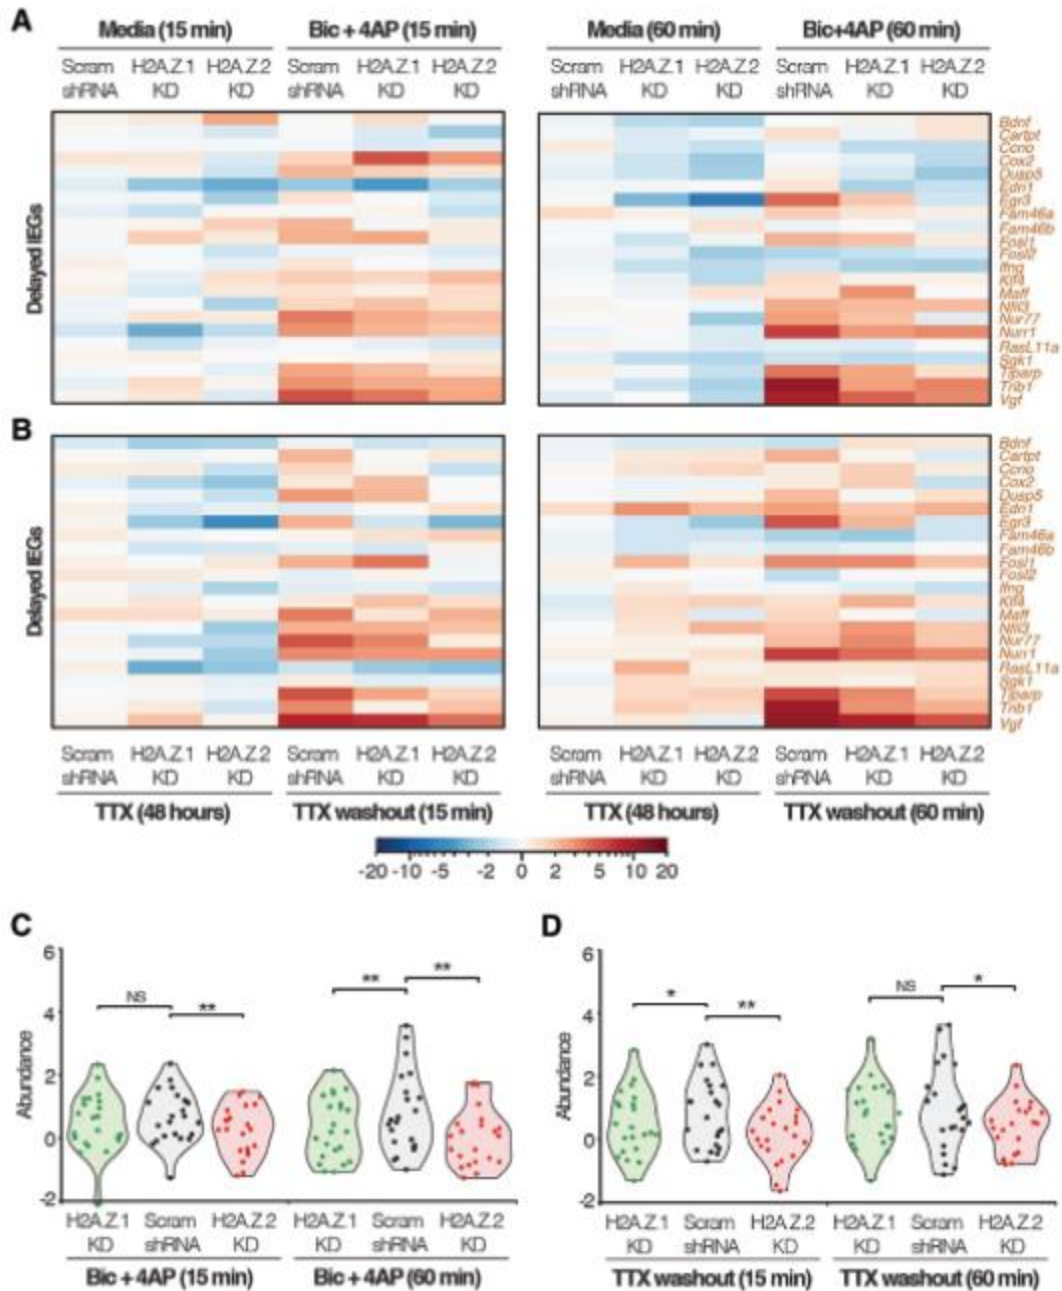 A
Media (15 min) Bic + 4AP (15 min) Media (60 min) Bic+4AP (60 min)
Scram H2A.Z.1 H2A.Z.2 Scram H2A.Z.1 H2A.Z.2 Scram H2A.Z.1 H2A.Z.2 Scram H2A.Z.1 H2A.Z.2
shRNA KD KD shRNA KD KD shRNA KD KD shRNA KD KD
Delayed IEGs
Bdnf
Cartpt
Ccno
Cox2
Dusp5
Edn1
Egr3
Fam46a
Fam46b
Fosl1
Fosl2
Ifng
Klf4
Maff
Nfil3
Nur77
Nurr1
RasL11a
Sgk1
Tiparp
Trib1
Vgf
B
Delayed IEGs
Bdnf
Cartpt
Ccno
Cox2
Dusp5
Edn1
Egr3
Fam46a
Fam46b
Fosl1
Fosl2
Ifng
Klf4
Maff
Nfil3
Nur77
Nurr1
RasL11a
Sgk1
Tiparp
Trib1
Vgf
Scram H2A.Z.1 H2A.Z.2 Scram H2A.Z.1 H2A.Z.2 Scram H2A.Z.1 H2A.Z.2 Scram H2A.Z.1 H2A.Z.2
shRNA KD KD shRNA KD KD shRNA KD KD shRNA KD KD
TTX (48 hours) TTX washout (15 min) TTX (48 hours) TTX washout (60 min)
-20 -10 -5 -2 0 2 5 10 20
C
Abundance
6
4
2
0
-2
NS ** ** **
H2A.Z.1 Scram H2A.Z.2 H2A.Z.1 Scram H2A.Z.2
KD shRNA KD KD shRNA KD
Bic + 4AP (15 min) Bic + 4AP (60 min)
D
Abundance
6
4
2
0
-2
* ** NS *
H2A.Z.1 Scram H2A.Z.2 H2A.Z.1 Scram H2A.Z.2
KD shRNA KD KD shRNA KD
TTX washout (15 min) TTX washout (60 min)